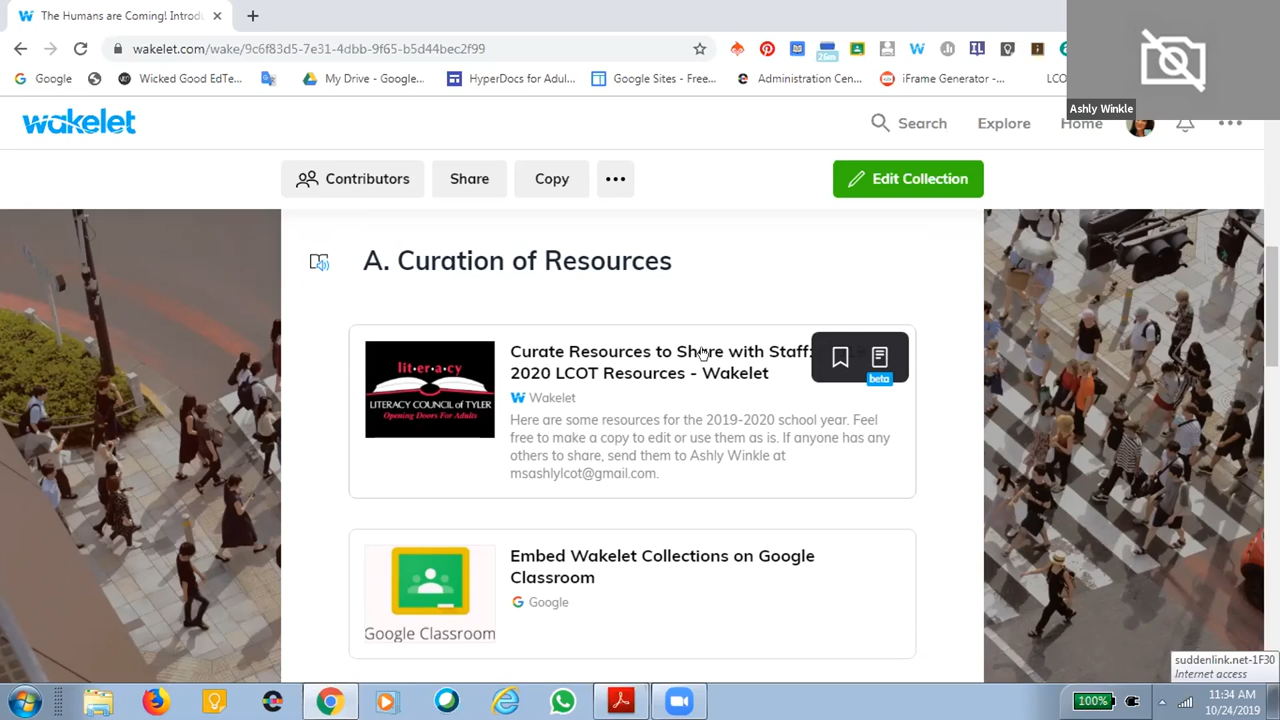 The Humans are Coming! Introdu
wakelet.com/wake/9c6f83d5-7e31-4dbb-9f65-b5d44bec2f99
26m
Google
Wicked Good EdTe...
My Drive - Google...
HyperDocs for Adul...
Google Sites - Free...
Administration Cen...
iFrame Generator -...
LCO
Ashly Winkle
wakelet
Search
Explore
Home
Contributors
Share
Copy
Edit Collection
A. Curation of Resources
lit·er·a·cy
LITERACY COUNCIL of TYLER
Opening Doors For Adults
Curate Resources to Share with Staff:
2020 LCOT Resources - Wakelet
beta
Wakelet
Here are some resources for the 2019-2020 school year. Feel
free to make a copy to edit or use them as is. If anyone has any
others to share, send them to Ashly Winkle at
msashlylcot@gmail.com.
Embed Wakelet Collections on Google
Classroom
Google
Google Classroom
suddenlink.net-1F30
Internet access
100%
11:34 AM
10/24/2019